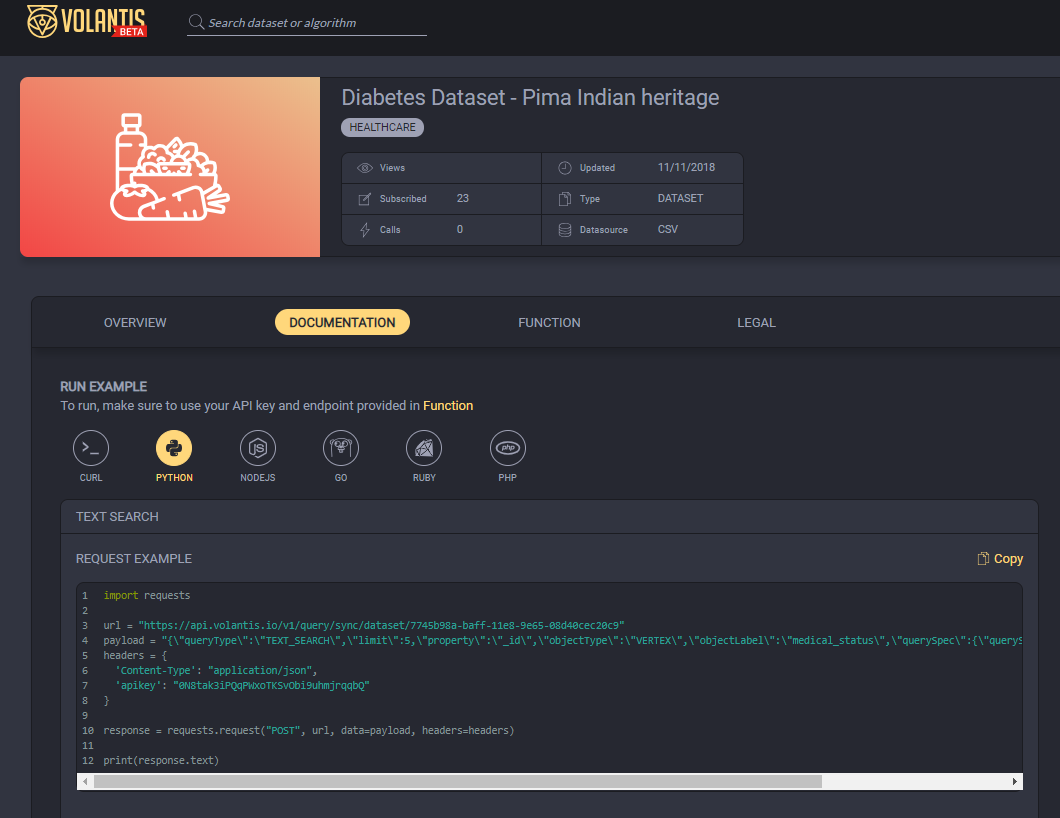 VOLANTIS
BETA
Search dataset or algorithm
Diabetes Dataset - Pima Indian heritage
HEALTHCARE
Views
Updated 11/11/2018
Subscribed 23
Type DATASET
Calls 0
Datasource CSV
OVERVIEW DOCUMENTATION FUNCTION LEGAL
RUN EXAMPLE
To run, make sure to use your API key and endpoint provided in Function
>_ JS php
CURL PYTHON NODEJS GO RUBY PHP
TEXT SEARCH
REQUEST EXAMPLE
Copy
1 import requests
2
3 url = "https://api.volantis.io/v1/query/sync/dataset/7745b98a-baff-11e8-9e65-08d40cec20c9"
4 payload = "{\"queryType\":\"TEXT_SEARCH\",\"limit\":5,\"property\":\"_id\",\"objectType\":\"VERTEX\",\"objectLabel\":\"medical_status\",\"querySpec\":{\"queryS
5 headers = {
6 'Content-Type': "application/json",
7 'apikey': "0N8tak3iPQqPWxoTKSvObi9uhmjrqqbQ"
8 }
9
10 response = requests.request("POST", url, data=payload, headers=headers)
11
12 print(response.text)